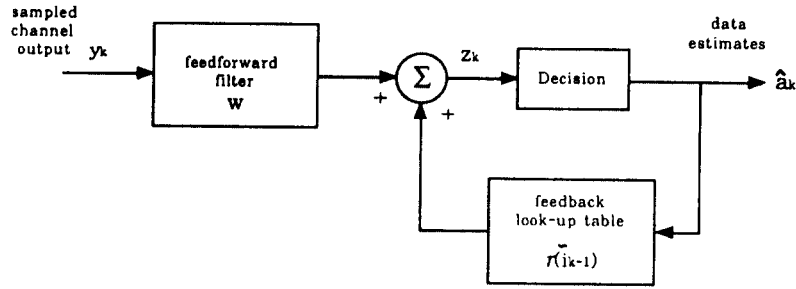 sampled
channel
output
yk
feedforward
filter
w
+
Σ
+
zk
Decision
data
estimates
âk
feedback
look-up table
r̆(ik-1)